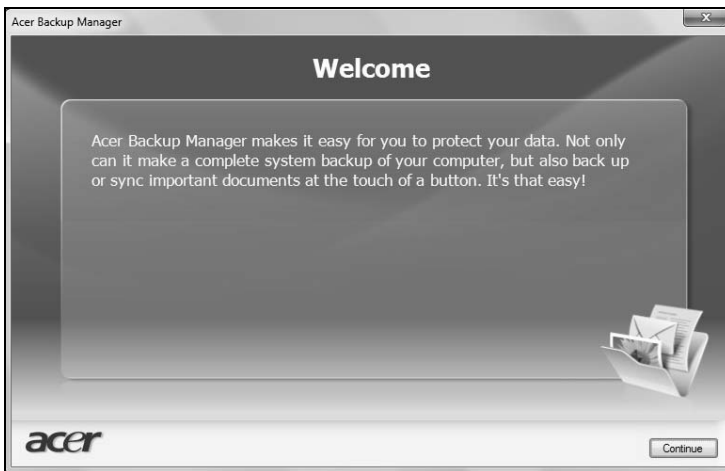 Acer Backup Manager
x
Welcome
Acer Backup Manager makes it easy for you to protect your data. Not only
can it make a complete system backup of your computer, but also back up
or sync important documents at the touch of a button. It's that easy!
acer
Continue